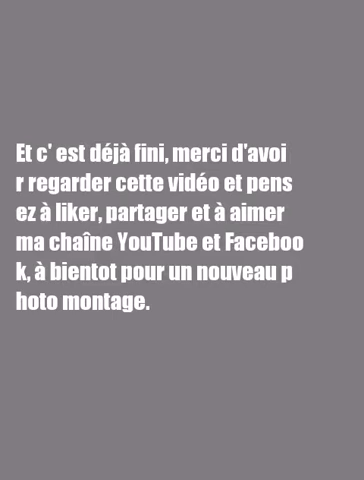 Et c' est déjà fini, merci d'avoi
r regarder cette vidéo et pens
ez à liker, partager et à aimer
ma chaîne YouTube et Faceboo
k, à bientot pour un nouveau p
hoto montage.